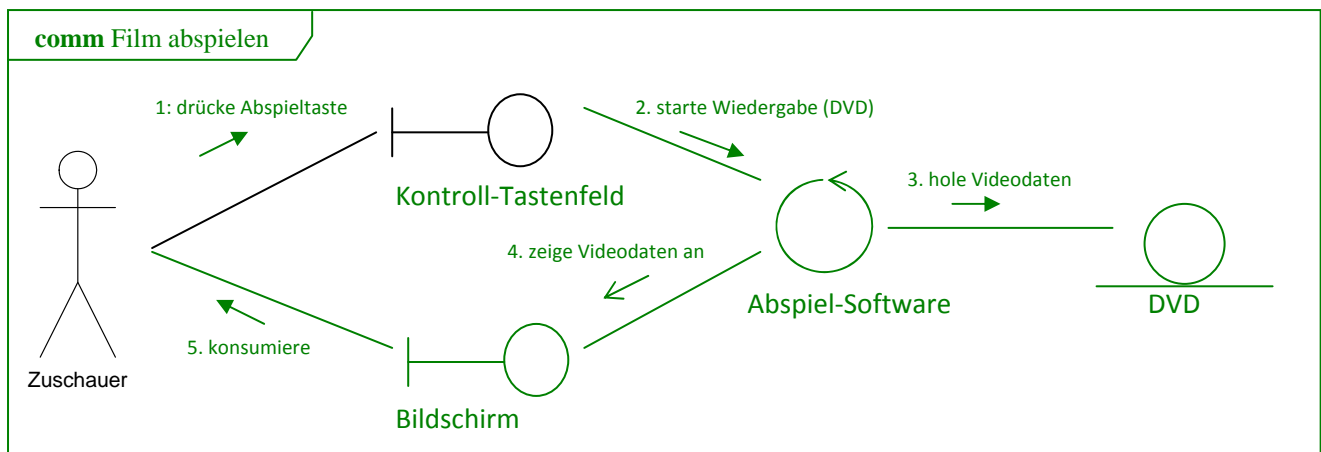 comm Film abspielen
1: drücke Abspieltaste
2. starte Wiedergabe (DVD)
3. hole Videodaten
Kontroll-Tastenfeld
4. zeige Videodaten an
Abspiel-Software
DVD
5. konsumiere
Zuschauer
Bildschirm